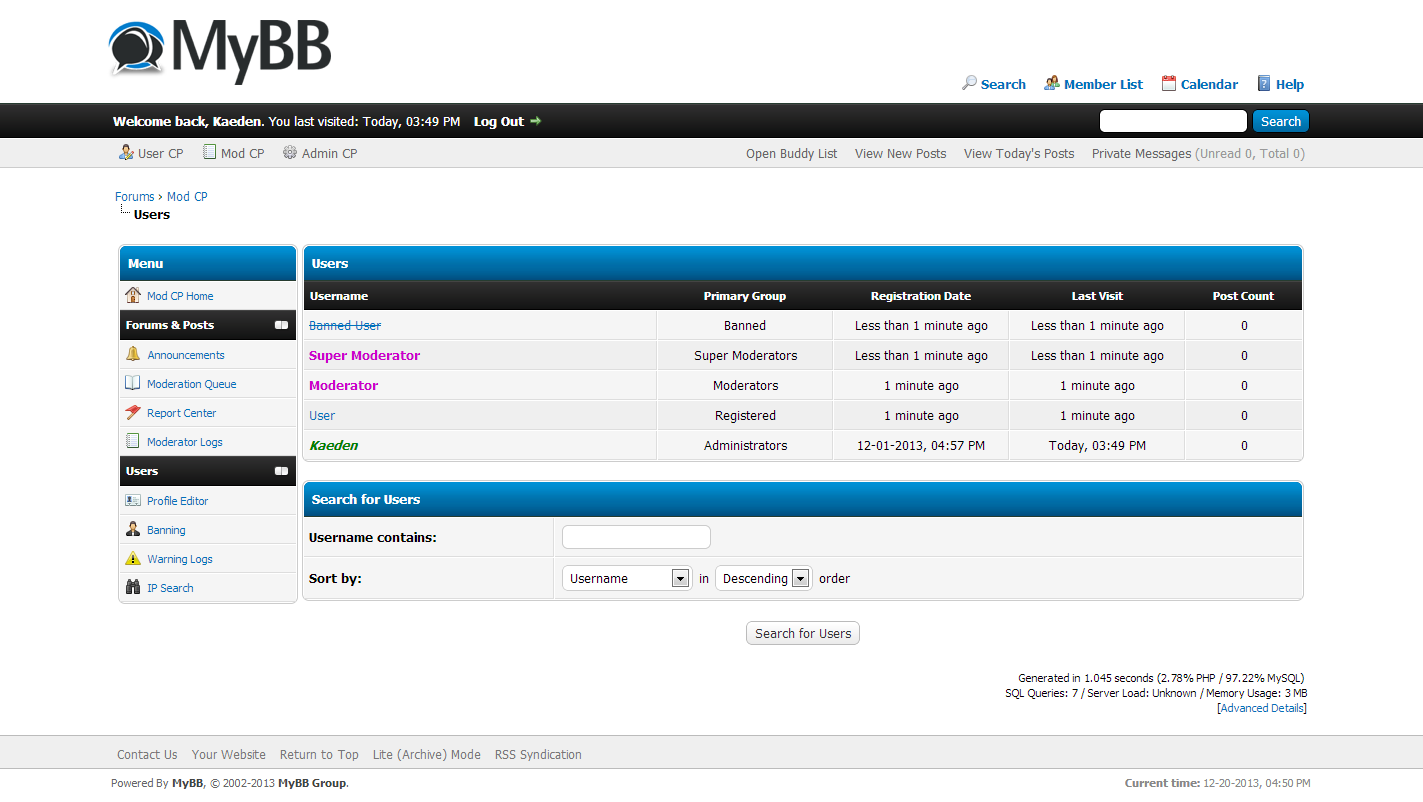 MyBB
Search Member List Calendar Help
Welcome back, Kaeden. You last visited: Today, 03:49 PM Log Out Search
User CP Mod CP Admin CP Open Buddy List View New Posts View Today's Posts Private Messages (Unread 0, Total 0)
Forums › Mod CP
Users
Menu
Mod CP Home
Forums & Posts
Announcements
Moderation Queue
Report Center
Moderator Logs
Users
Profile Editor
Banning
Warning Logs
IP Search
Users
Username Primary Group Registration Date Last Visit Post Count
Banned User Banned Less than 1 minute ago Less than 1 minute ago 0
Super Moderator Super Moderators Less than 1 minute ago Less than 1 minute ago 0
Moderator Moderators 1 minute ago 1 minute ago 0
User Registered 1 minute ago 1 minute ago 0
Kaeden Administrators 12-01-2013, 04:57 PM Today, 03:49 PM 0
Search for Users
Username contains:
Sort by: Username in Descending order
Search for Users
Generated in 1.045 seconds (2.78% PHP / 97.22% MySQL)
SQL Queries: 7 / Server Load: Unknown / Memory Usage: 3 MB
[Advanced Details]
Contact Us Your Website Return to Top Lite (Archive) Mode RSS Syndication
Powered By MyBB, © 2002-2013 MyBB Group. Current time: 12-20-2013, 04:50 PM